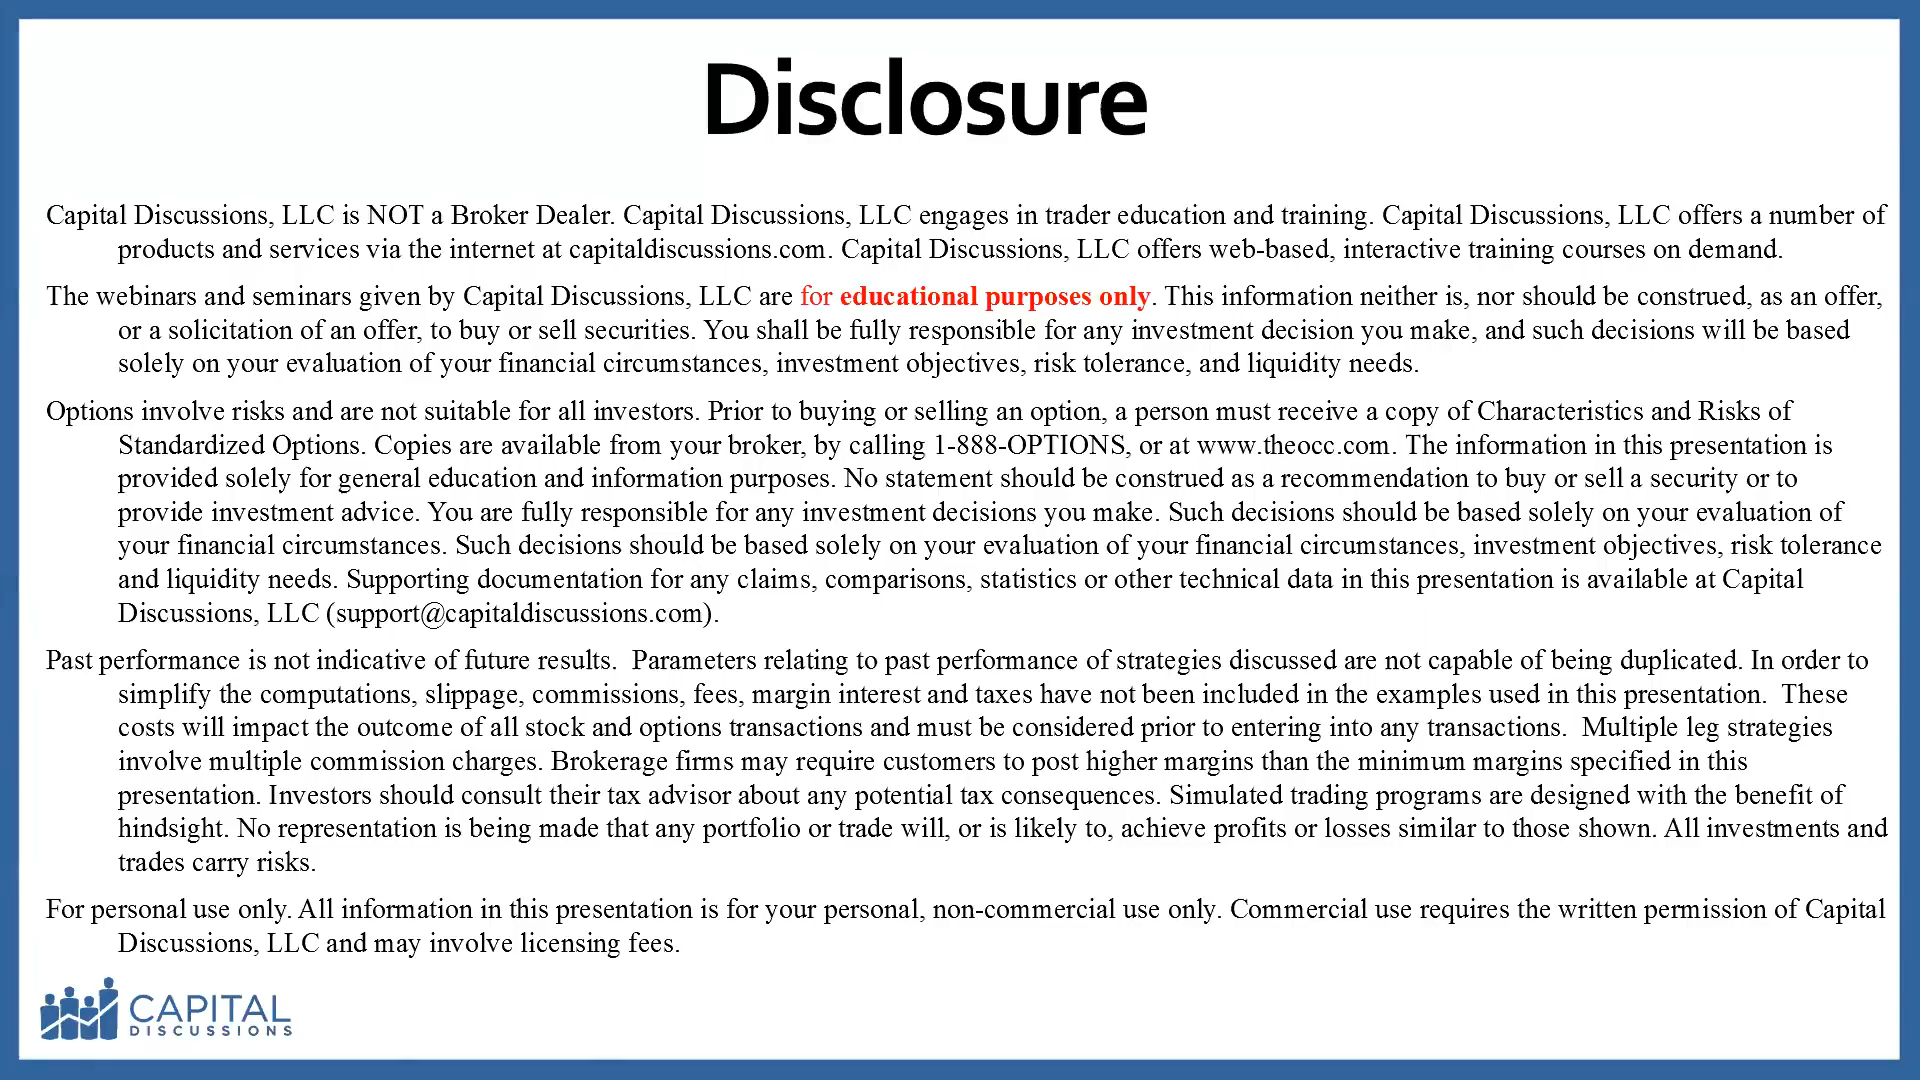 Disclosure
Capital Discussions, LLC is NOT a Broker Dealer. Capital Discussions, LLC engages in trader education and training. Capital Discussions, LLC offers a number of
products and services via the internet at capitaldiscussions.com. Capital Discussions, LLC offers web-based, interactive training courses on demand.
The webinars and seminars given by Capital Discussions, LLC are for educational purposes only. This information neither is, nor should be construed, as an offer,
or a solicitation of an offer, to buy or sell securities. You shall be fully responsible for any investment decision you make, and such decisions will be based
solely on your evaluation of your financial circumstances, investment objectives, risk tolerance, and liquidity needs.
Options involve risks and are not suitable for all investors. Prior to buying or selling an option, a person must receive a copy of Characteristics and Risks of
Standardized Options. Copies are available from your broker, by calling 1-888-OPTIONS, or at www.theocc.com. The information in this presentation is
provided solely for general education and information purposes. No statement should be construed as a recommendation to buy or sell a security or to
provide investment advice. You are fully responsible for any investment decisions you make. Such decisions should be based solely on your evaluation of
your financial circumstances. Such decisions should be based solely on your evaluation of your financial circumstances, investment objectives, risk tolerance
and liquidity needs. Supporting documentation for any claims, comparisons, statistics or other technical data in this presentation is available at Capital
Discussions, LLC (support@capitaldiscussions.com).
Past performance is not indicative of future results.  Parameters relating to past performance of strategies discussed are not capable of being duplicated. In order to
simplify the computations, slippage, commissions, fees, margin interest and taxes have not been included in the examples used in this presentation.  These
costs will impact the outcome of all stock and options transactions and must be considered prior to entering into any transactions.  Multiple leg strategies
involve multiple commission charges. Brokerage firms may require customers to post higher margins than the minimum margins specified in this
presentation. Investors should consult their tax advisor about any potential tax consequences. Simulated trading programs are designed with the benefit of
hindsight. No representation is being made that any portfolio or trade will, or is likely to, achieve profits or losses similar to those shown. All investments and
trades carry risks.
For personal use only. All information in this presentation is for your personal, non-commercial use only. Commercial use requires the written permission of Capital
Discussions, LLC and may involve licensing fees.
CAPITAL
DISCUSSIONS